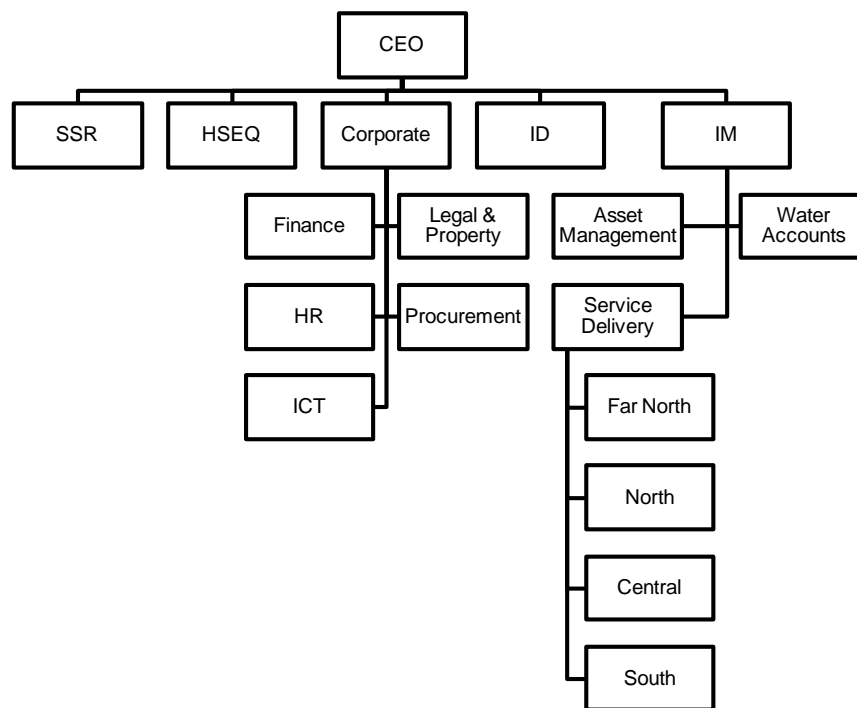 CEO
SSR
HSEQ
Corporate
ID
IM
Finance
Legal &
Property
Asset
Management
Water
Accounts
HR
Procurement
Service
Delivery
ICT
Far North
North
Central
South